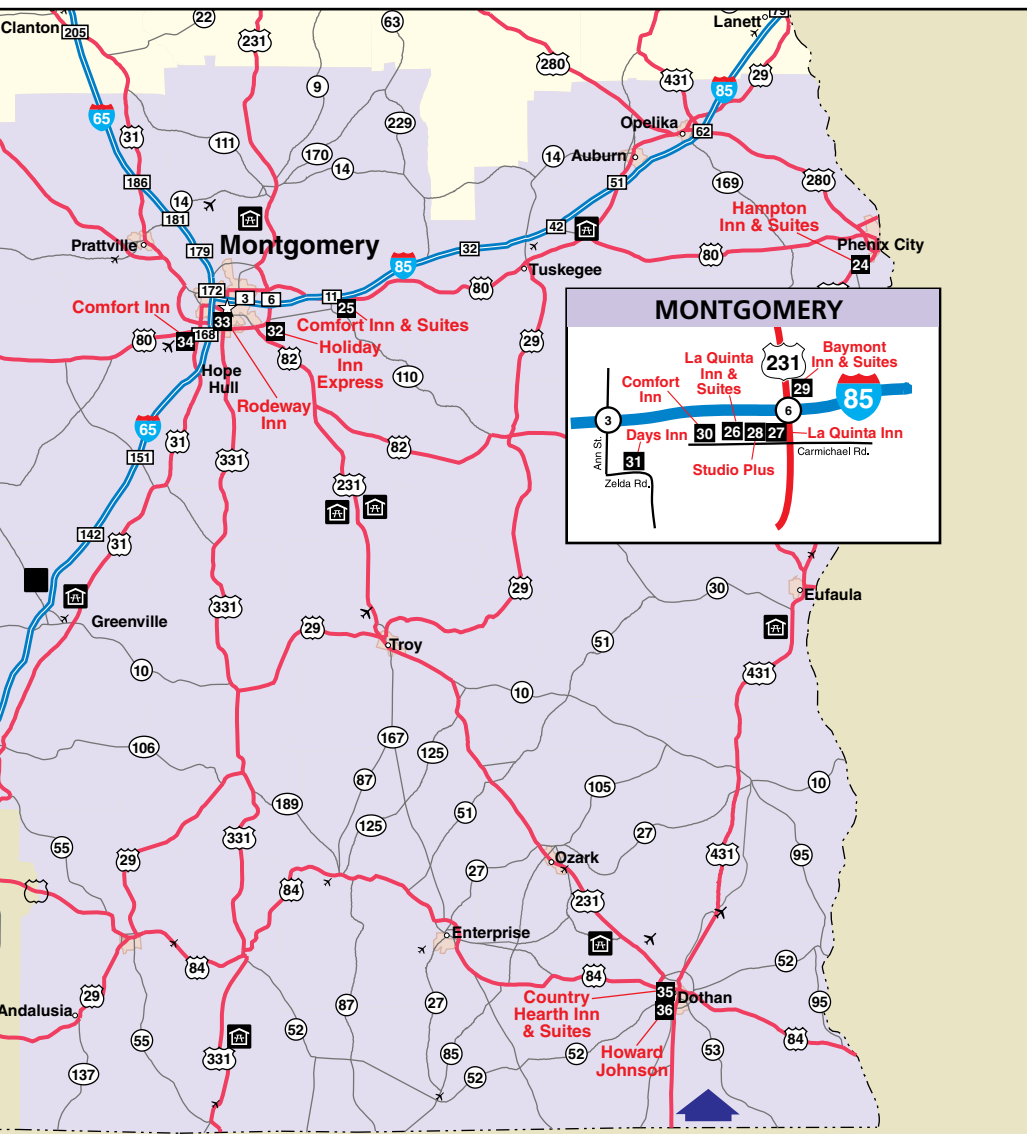 Clanton
205
22
63
Lanett
79
231
280
431
29
85
9
65
31
229
Opelika
62
111
170
14
14
Auburn
186
51
169
280
14
Hampton
Inn & Suites
181
42
Prattville
179
Montgomery
32
80
Phenix City
24
85
Tuskegee
172
3
6
11
80
Comfort Inn
25
33
Comfort Inn & Suites
32
80
34
168
Holiday
Inn
Express
82
29
Hope
Hull
110
Rodeway
Inn
65
31
82
151
331
231
142
31
MONTGOMERY
231
La Quinta
Inn &
Suites
Baymont
Inn & Suites
29
Comfort
Inn
85
3
6
Days Inn
30
26
28
27
La Quinta Inn
Ann St.
31
Carmichael Rd.
Studio Plus
Zelda Rd.
29
30
Eufaula
331
Greenville
29
51
Troy
10
431
10
106
167
125
87
105
10
189
51
125
27
331
55
29
431
95
Ozark
27
84
231
Enterprise
84
84
52
29
35
Dothan
Country
Hearth Inn
& Suites
36
95
Andalusia
87
27
55
52
84
Howard
Johnson
53
331
85
52
137
52